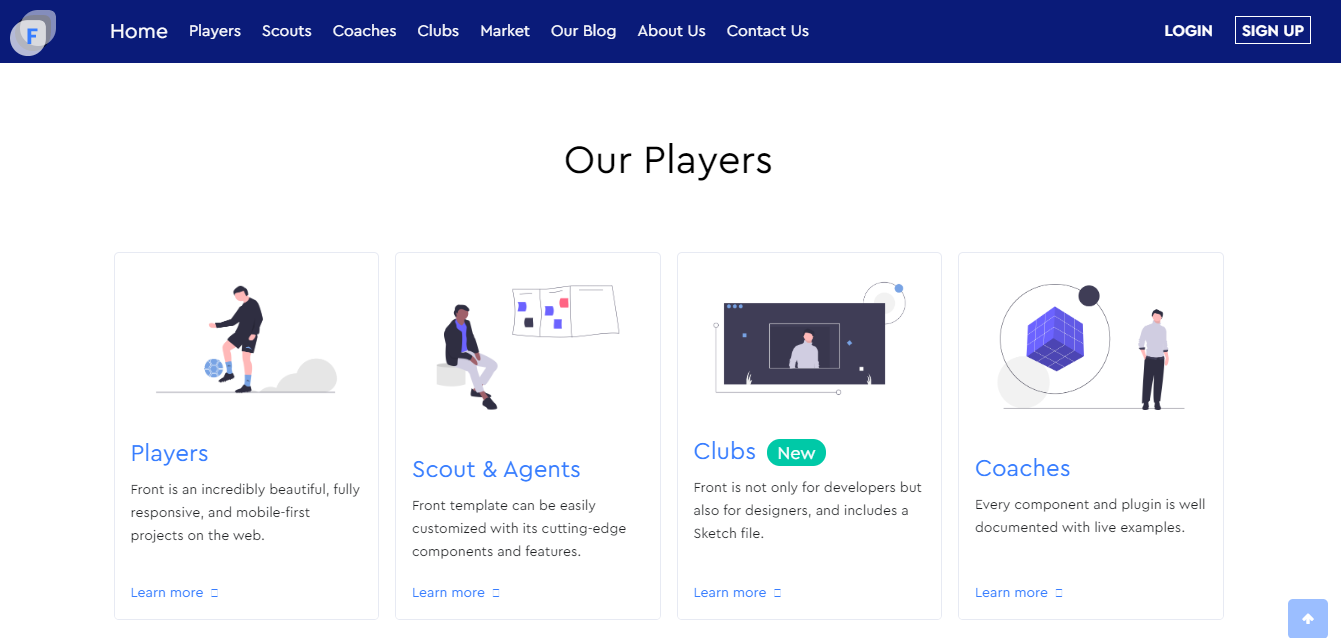 F
Home Players Scouts Coaches Clubs Market Our Blog About Us Contact Us LOGIN SIGN UP
Our Players
Players
Front is an incredibly beautiful, fully
responsive, and mobile-first
projects on the web.
Learn more
Scout & Agents
Front template can be easily
customized with its cutting-edge
components and features.
Learn more
Clubs New
Front is not only for developers but
also for designers, and includes a
Sketch file.
Learn more
Coaches
Every component and plugin is well
documented with live examples.
Learn more